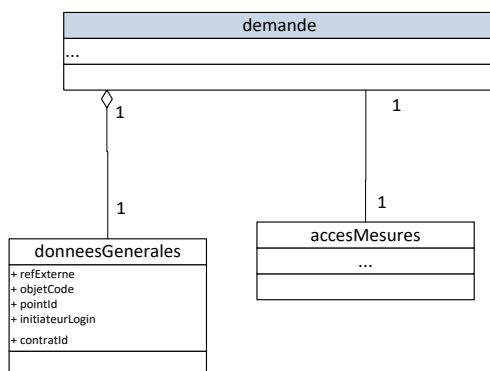 demande
...
1
1
1
1
donneesGenerales
+ refExterne
+ objetCode
+ pointId
+ initiateurLogin
+ contratId
accesMesures
...